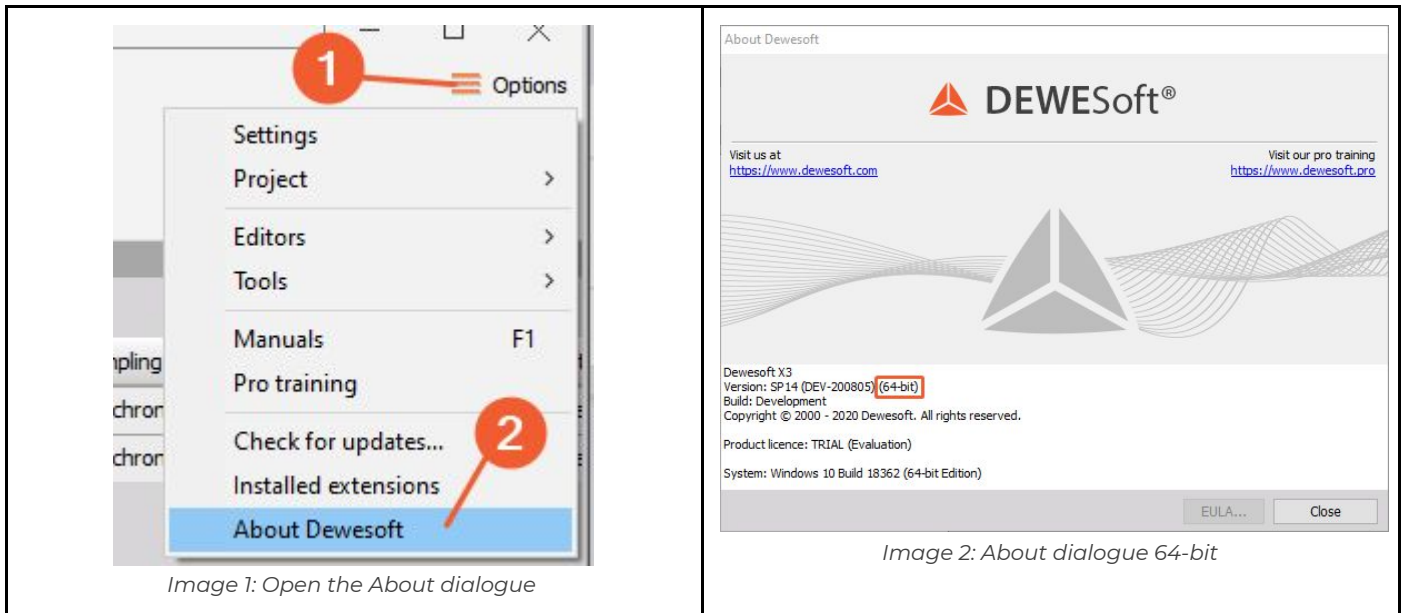 1
Options
Settings
Project >
Editors >
Tools >
Manuals F1
Pro training
Check for updates...
2
Installed extensions
About Dewesoft
Image 1: Open the About dialogue
About Dewesoft
DEWESoft®
Visit us at
https://www.dewesoft.com
Visit our pro training
https://www.dewesoft.pro
Dewesoft X3
Version: SP14 (DEV-200805) (64-bit)
Build: Development
Copyright © 2000 - 2020 Dewesoft. All rights reserved.
Product licence: TRIAL (Evaluation)
System: Windows 10 Build 18362 (64-bit Edition)
EULA... Close
Image 2: About dialogue 64-bit